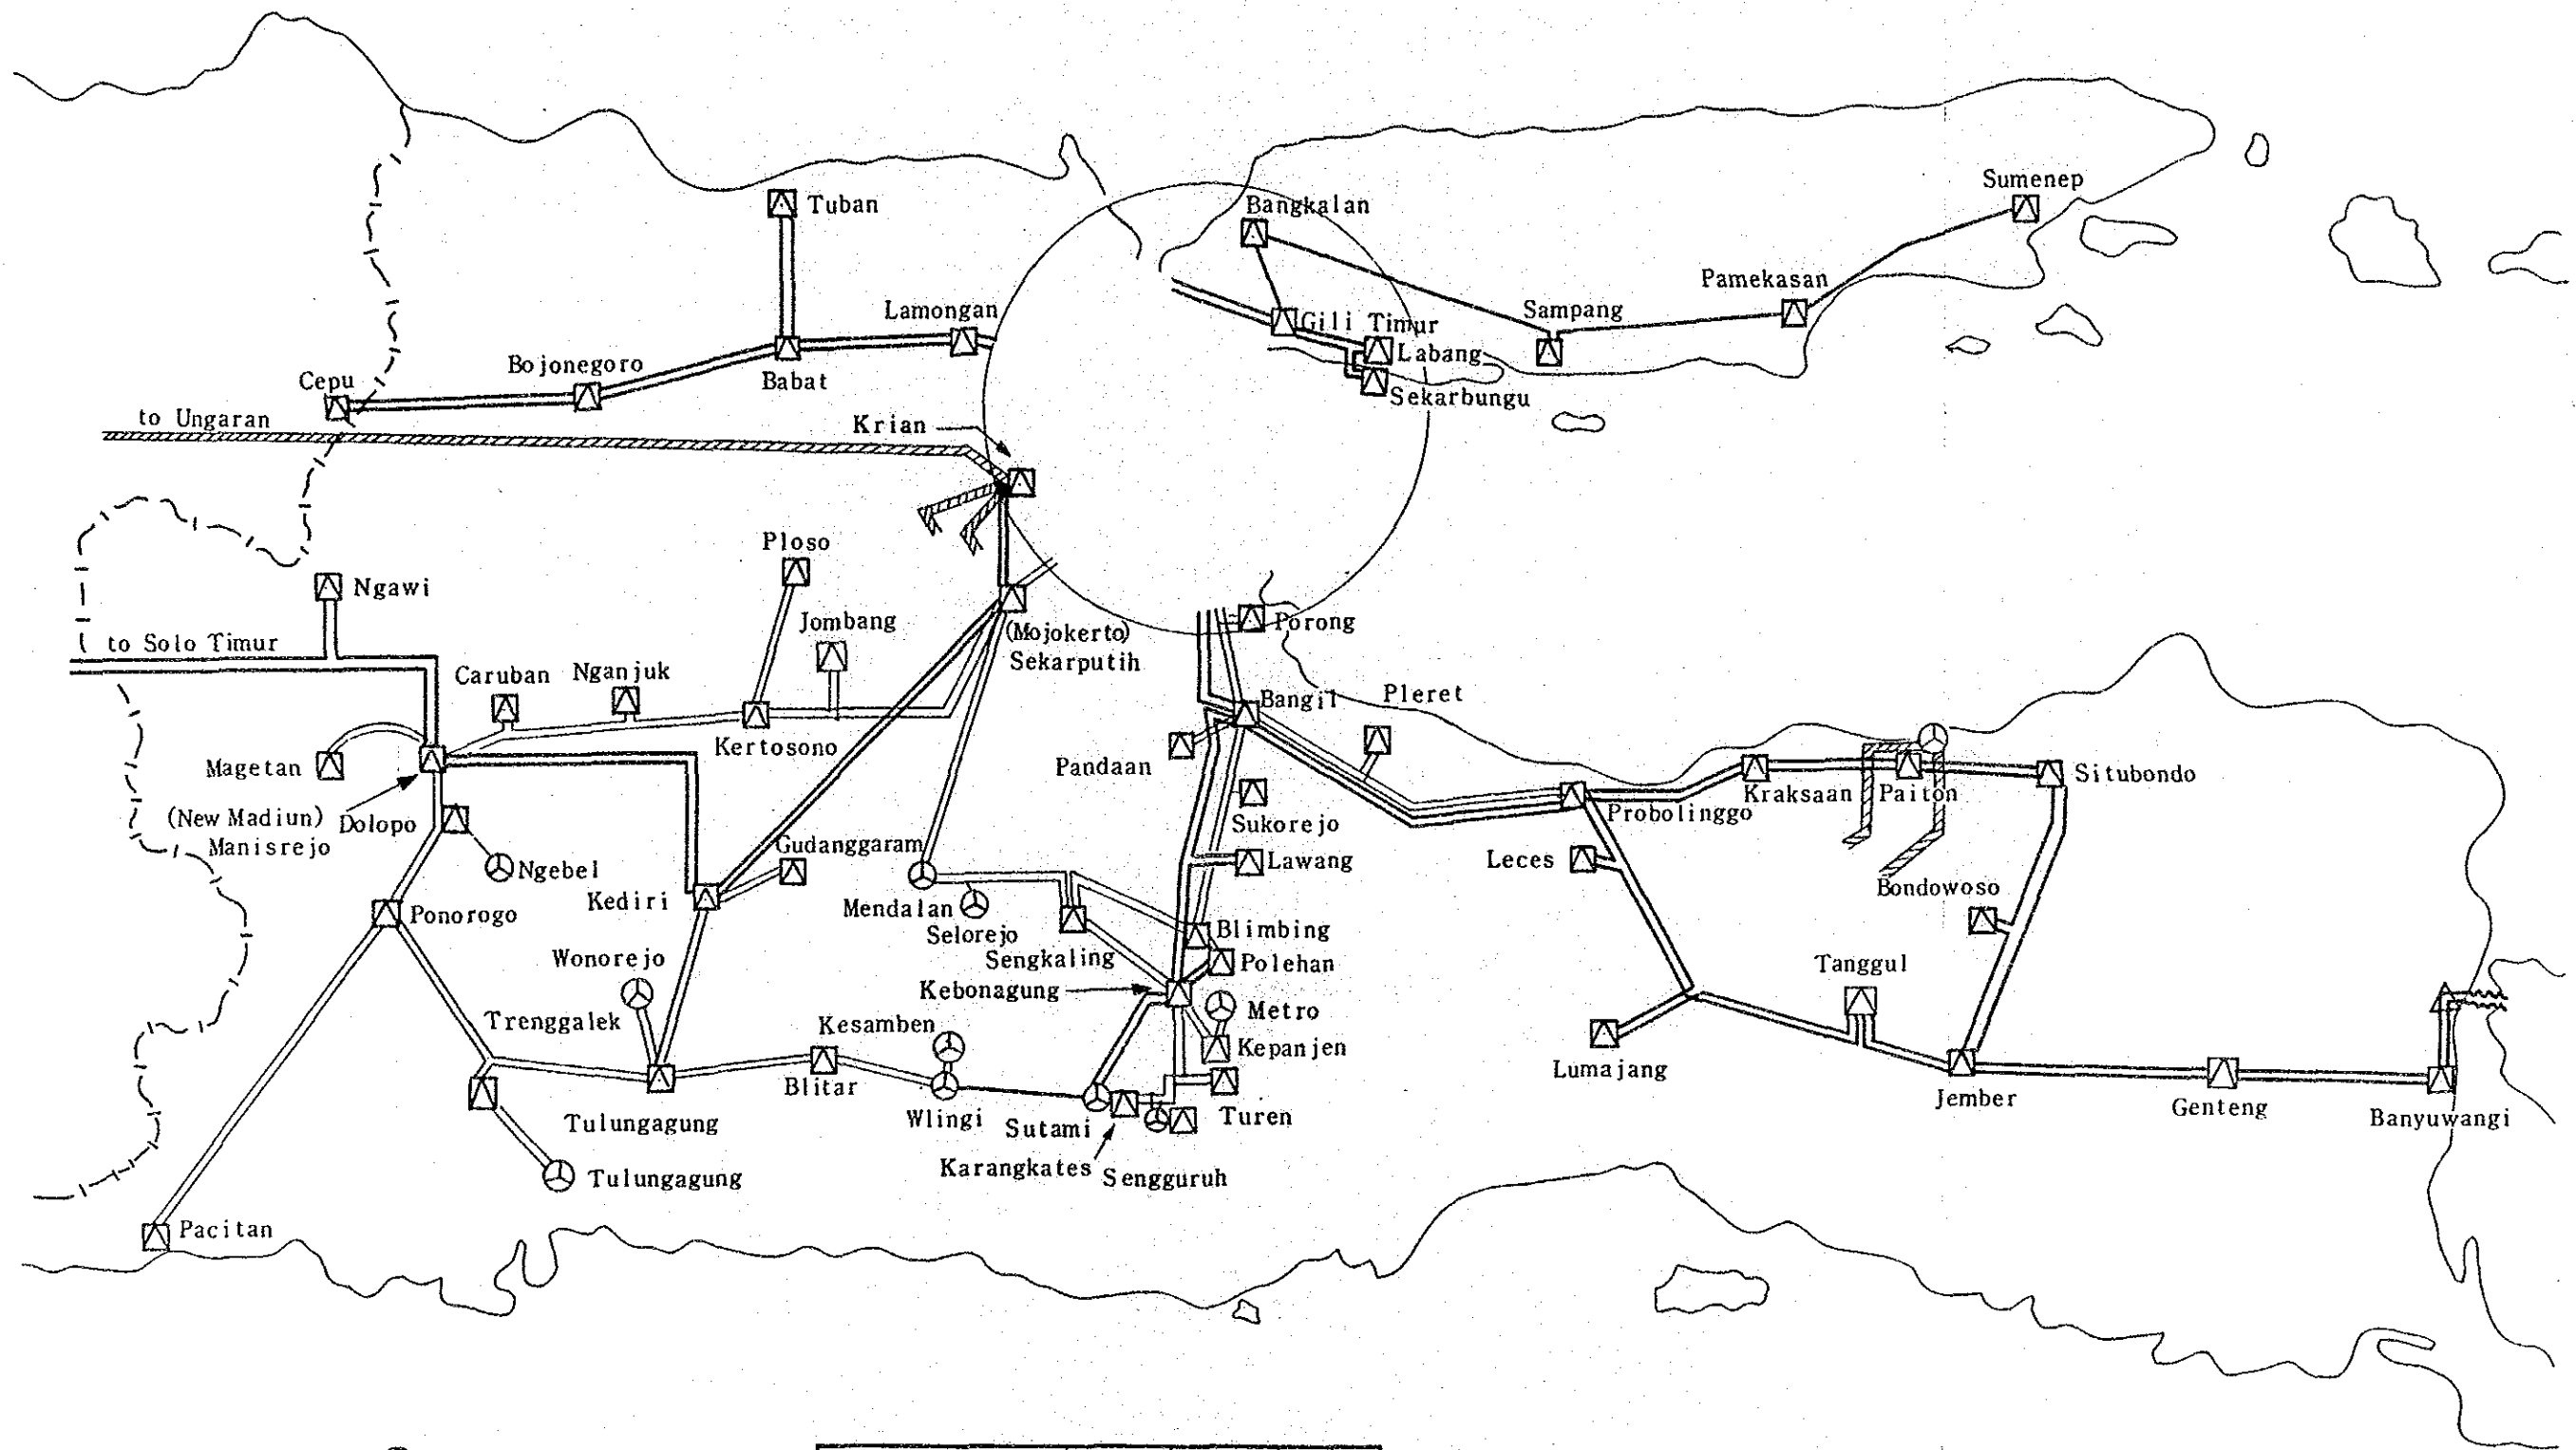 Sumenep
Tuban
Bangkalan
Pamekasan
Lamongan
Sampang
Gili Timur
Labang
Bojonegoro
Babat
Cepu
Sekarbungu
to Ungaran
Krian
Ploso
Ngawi
Jombang
Porong
(Mojokerto)
Sekarputih
to Solo Timur
Caruban
Nganjuk
Bangil
Pleret
Kertosono
Magetan
Pandaan
Situbondo
Kraksaan
Paiton
Probolinggo
(New Madiun)
Manisrejo
Dolopo
Sukorejo
Gudanggaram
Lawang
Leces
Ngebel
Kediri
Bondowoso
Mendalan
Ponorogo
Selorejo
Blimbing
Sengkaling
Polehan
Wonorejo
Tanggul
Kebonagung
Metro
Trenggalek
Kesamben
Kepanjen
Lumajang
Blitar
Jember
Genteng
Banyuwangi
Tulungagung
Wlingi
Sutami
Turen
Karangkates
Sengguruh
Tulungagung
Pacitan